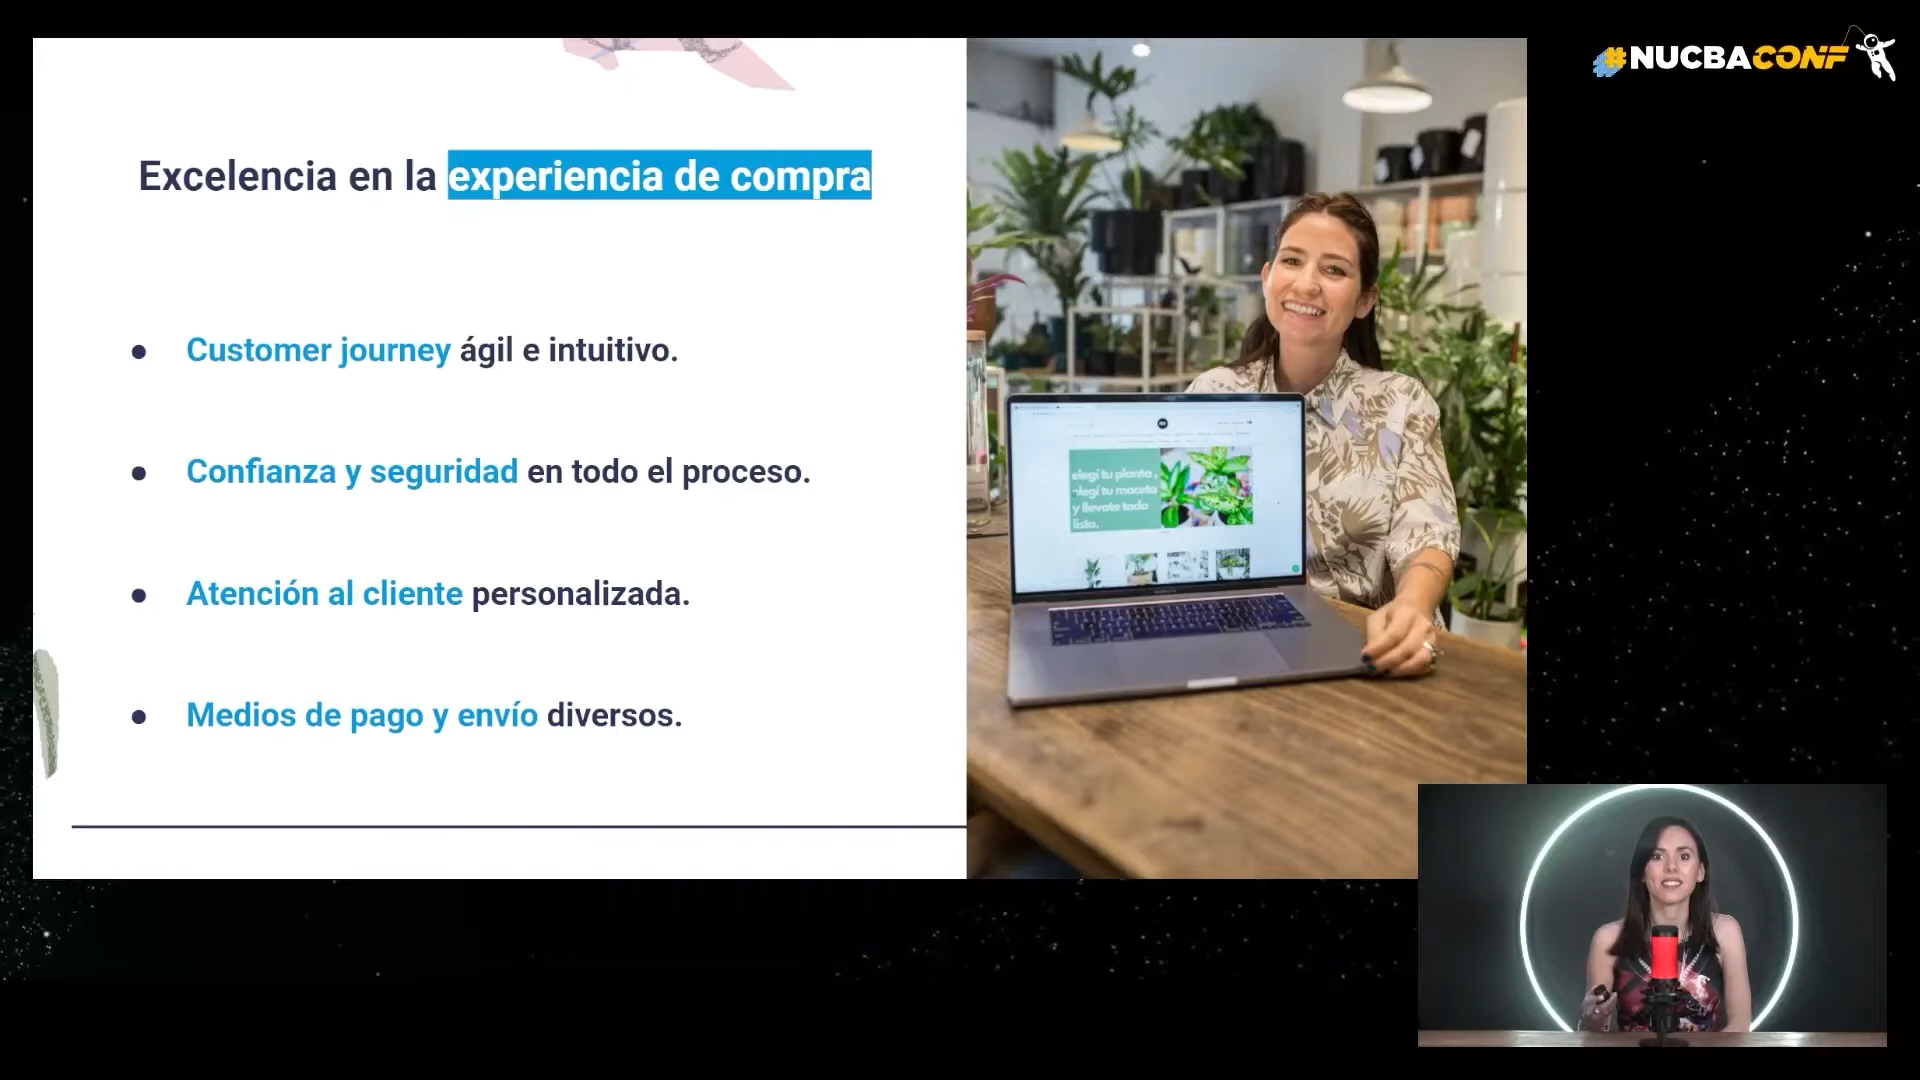 #NUCBACONF
Excelencia en la experiencia de compra
● Customer journey ágil e intuitivo.
● Confianza y seguridad en todo el proceso.
● Atención al cliente personalizada.
● Medios de pago y envío diversos.
elegí tu planta,
elegí tu maceta
y llevate todo
listo.